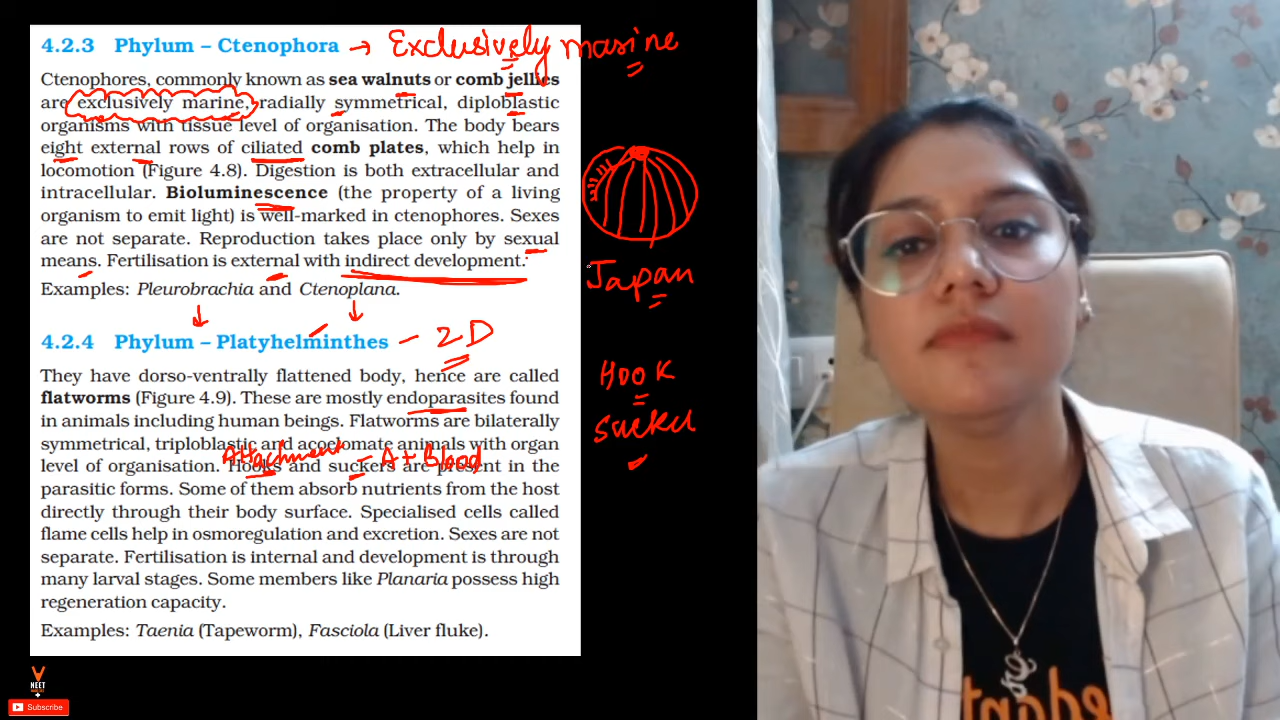 4.2.3 Phylum – Ctenophora → Exclusively marine
Ctenophores, commonly known as sea walnuts or comb jellies
are exclusively marine, radially symmetrical, diploblastic
organisms with tissue level of organisation. The body bears
eight external rows of ciliated comb plates, which help in
locomotion (Figure 4.8). Digestion is both extracellular and
intracellular. Bioluminescence (the property of a living
organism to emit light) is well-marked in ctenophores. Sexes
are not separate. Reproduction takes place only by sexual
means. Fertilisation is external with indirect development.
Japan
Examples: Pleurobrachia and Ctenoplana.
4.2.4 Phylum – Platyhelminthes – 2D
They have dorso-ventrally flattened body, hence are called
HOOK
flatworms (Figure 4.9). These are mostly endoparasites found
in animals including human beings. Flatworms are bilaterally
Sucker
symmetrical, triploblastic and acoelomate animals with organ
Attachment – A + Blood
level of organisation. Hooks and suckers are present in the
parasitic forms. Some of them absorb nutrients from the host
directly through their body surface. Specialised cells called
flame cells help in osmoregulation and excretion. Sexes are not
separate. Fertilisation is internal and development is through
many larval stages. Some members like Planaria possess high
regeneration capacity.
Examples: Taenia (Tapeworm), Fasciola (Liver fluke).
NEET
Subscribe